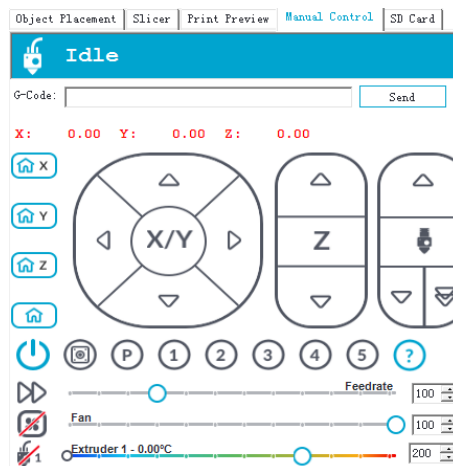 Object Placement Slicer Print Preview Manual Control SD Card
Idle
G-Code: Send
X: 0.00 Y: 0.00 Z: 0.00
X
Y
Z
X/Y
Z
P 1 2 3 4 5 ?
Feedrate 100
Fan 100
1 Extruder 1 - 0.00°C 200